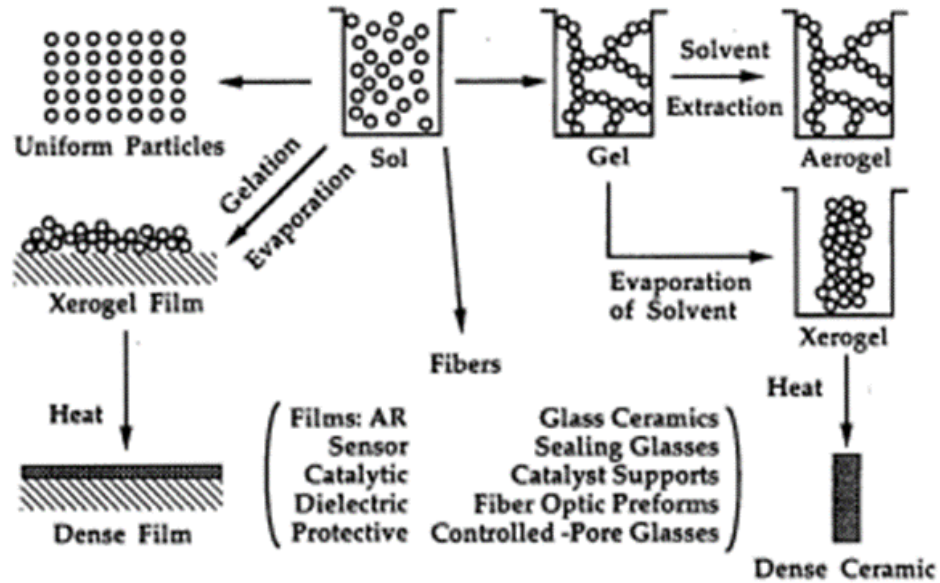 Uniform Particles
Sol
Gel
Solvent
Extraction
Aerogel
Gelation
Evaporation
Xerogel Film
Evaporation
of Solvent
Xerogel
Fibers
Heat
Heat
Films: AR
Sensor
Catalytic
Dielectric
Protective
Glass Ceramics
Sealing Glasses
Catalyst Supports
Fiber Optic Preforms
Controlled -Pore Glasses
Dense Film
Dense Ceramic